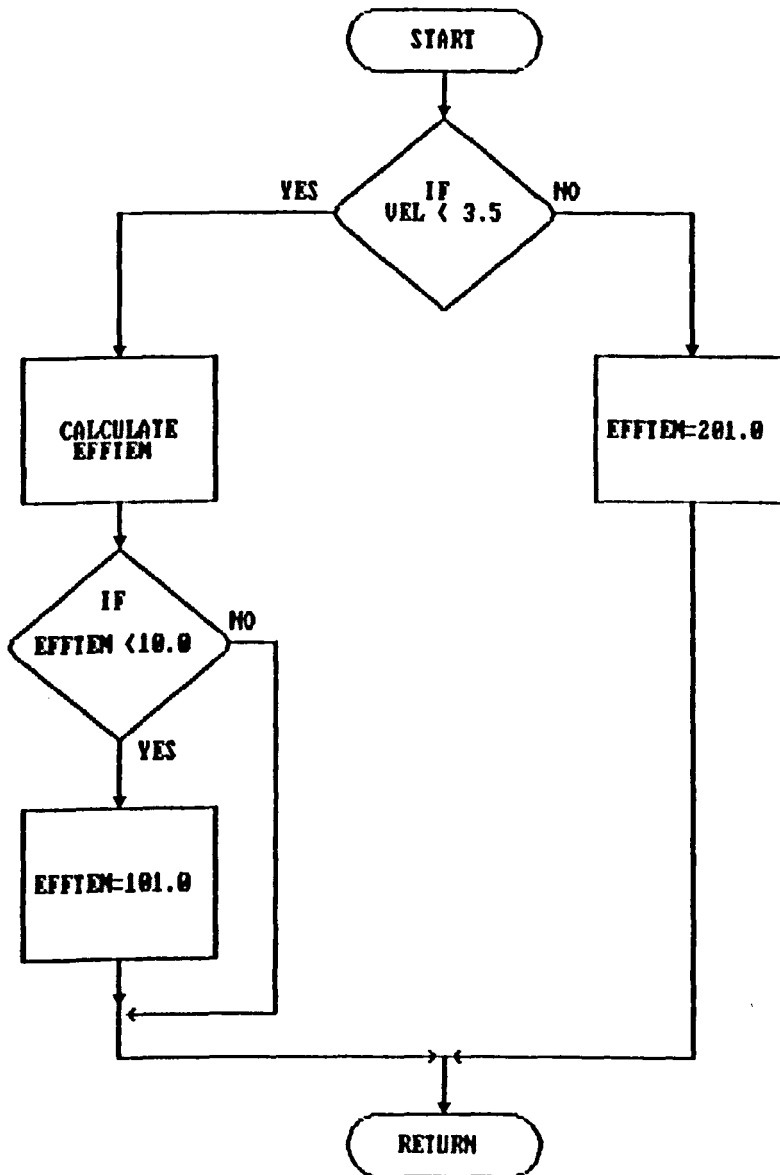 START
YES
IF
VEL < 3.5
NO
CALCULATE
EFFTEM
EFFTEM=201.0
IF
EFFTEM <10.0
NO
YES
EFFTEM=101.0
RETURN